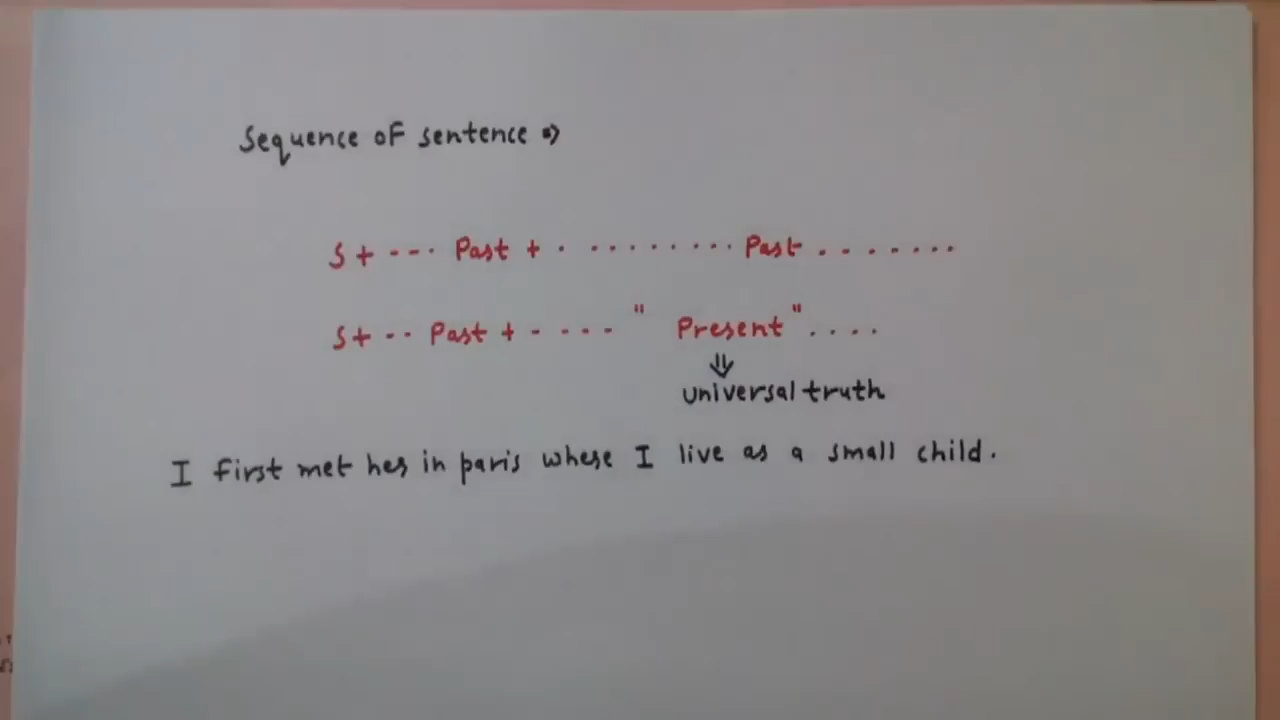 Sequence of sentence ⇒
S + --- Past + . ........ Past .......
S + -- Past + ---- " Present " ....
⇓
universal truth
I first met her in paris where I live as a small child.